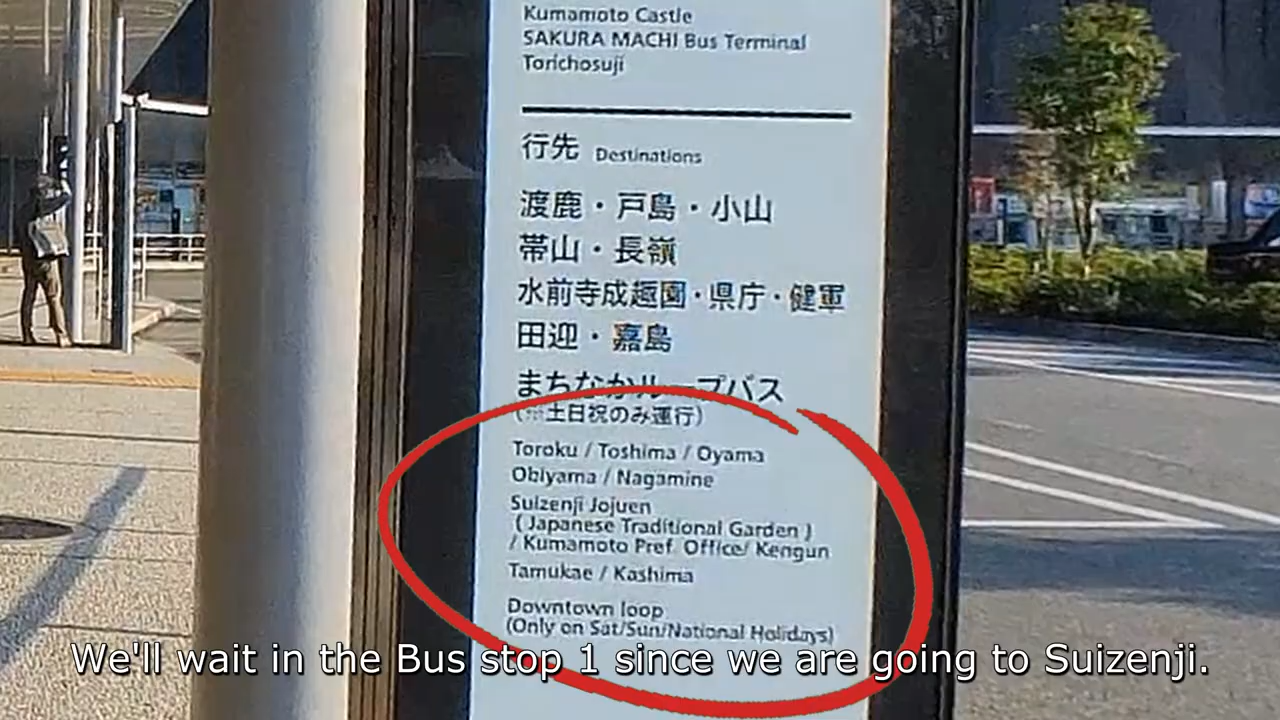 Kumamoto Castle
SAKURA MACHI Bus Terminal
Torichosuji
行先 Destinations
渡鹿・戸島・小山
帯山・長嶺
水前寺成趣園・県庁・健軍
田迎・嘉島
まちなかループバス
(※土日祝のみ運行)
Toroku / Toshima / Oyama
Obiyama / Nagamine
Suizenji Jojuen
( Japanese Traditional Garden )
/ Kumamoto Pref. Office/ Kengun
Tamukae / Kashima
Downtown loop
(Only on Sat/Sun/National Holidays)
We'll wait in the Bus stop 1 since we are going to Suizenji.